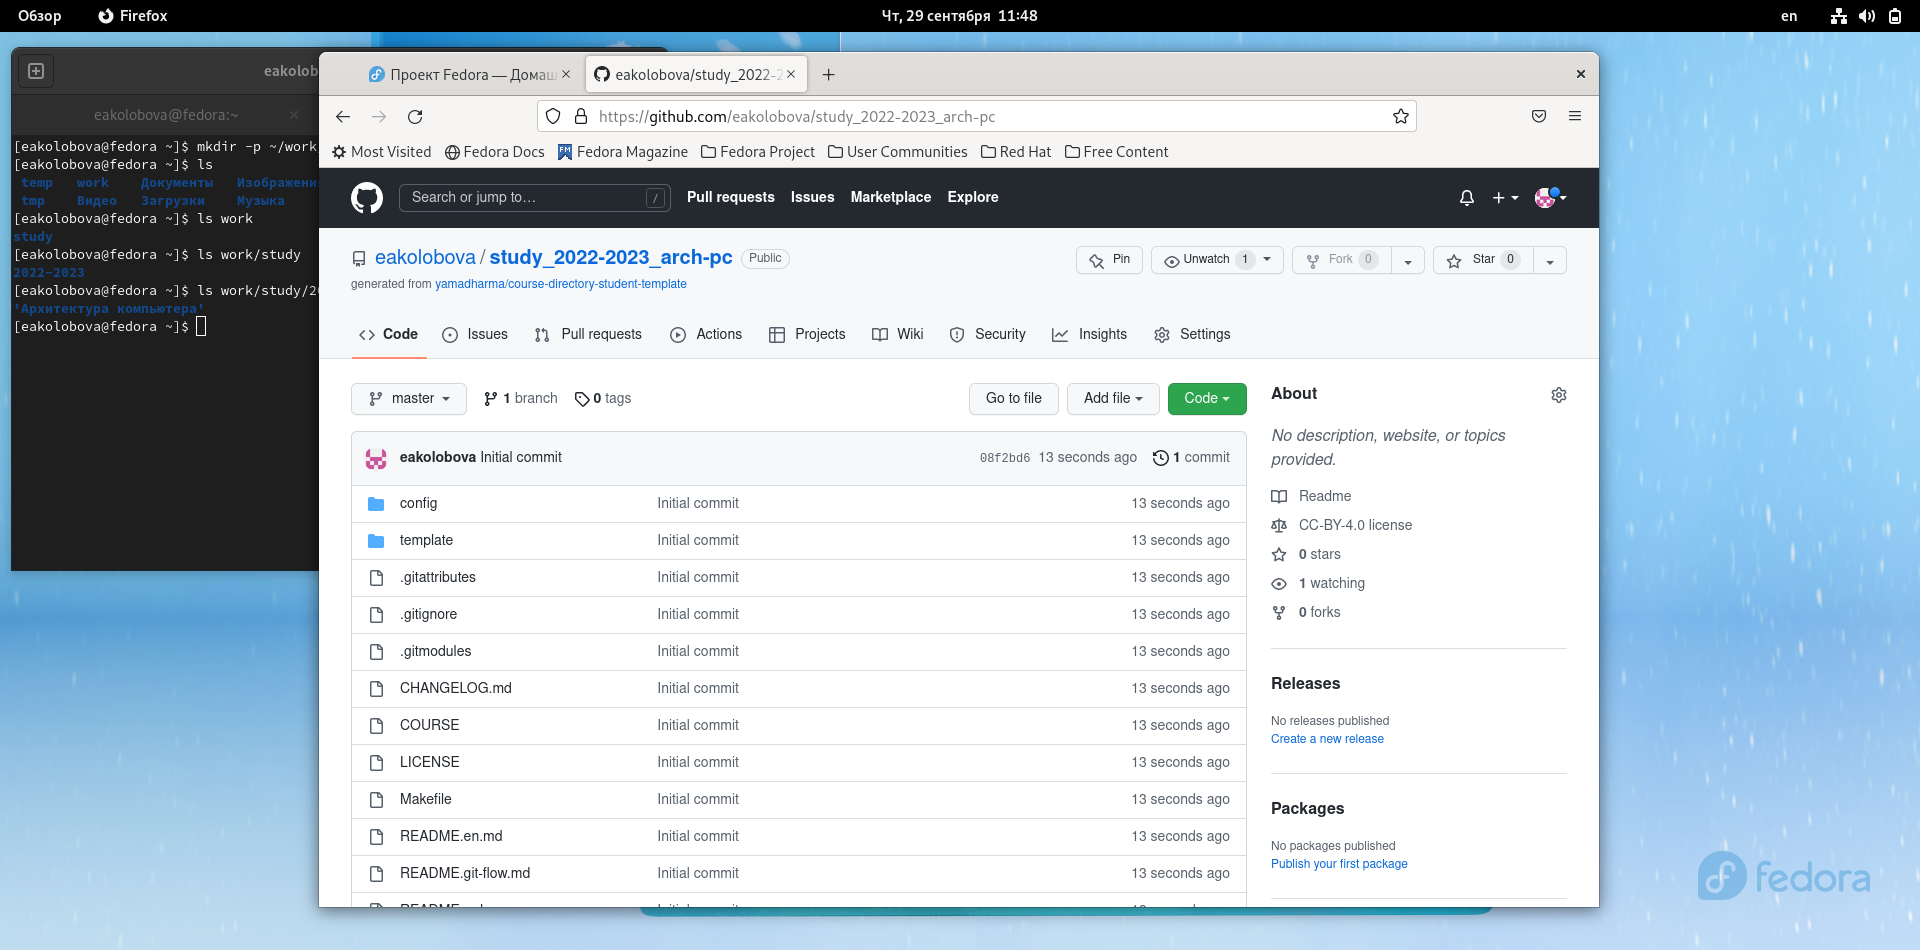 Обзор Firefox Чт, 29 сентября 11:48 en
eakolob
eakolobova@fedora:~
[eakolobova@fedora ~]$ mkdir -p ~/work
[eakolobova@fedora ~]$ ls
temp work Документы Изображени
tmp Видео Загрузки Музыка
[eakolobova@fedora ~]$ ls work
study
[eakolobova@fedora ~]$ ls work/study
2022-2023
[eakolobova@fedora ~]$ ls work/study/2
'Архитектура компьютера'
[eakolobova@fedora ~]$
Проект Fedora — Домаш eakolobova/study_2022-2
https://github.com/eakolobova/study_2022-2023_arch-pc
Most Visited Fedora Docs Fedora Magazine Fedora Project User Communities Red Hat Free Content
Search or jump to… / Pull requests Issues Marketplace Explore
eakolobova / study_2022-2023_arch-pc Public Pin Unwatch 1 Fork 0 Star 0
generated from yamadharma/course-directory-student-template
Code Issues Pull requests Actions Projects Wiki Security Insights Settings
master 1 branch 0 tags Go to file Add file Code
eakolobova Initial commit 08f2bd6 13 seconds ago 1 commit
config Initial commit 13 seconds ago
template Initial commit 13 seconds ago
.gitattributes Initial commit 13 seconds ago
.gitignore Initial commit 13 seconds ago
.gitmodules Initial commit 13 seconds ago
CHANGELOG.md Initial commit 13 seconds ago
COURSE Initial commit 13 seconds ago
LICENSE Initial commit 13 seconds ago
Makefile Initial commit 13 seconds ago
README.en.md Initial commit 13 seconds ago
README.git-flow.md Initial commit 13 seconds ago
About
No description, website, or topics
provided.
Readme
CC-BY-4.0 license
0 stars
1 watching
0 forks
Releases
No releases published
Create a new release
Packages
No packages published
Publish your first package
fedora